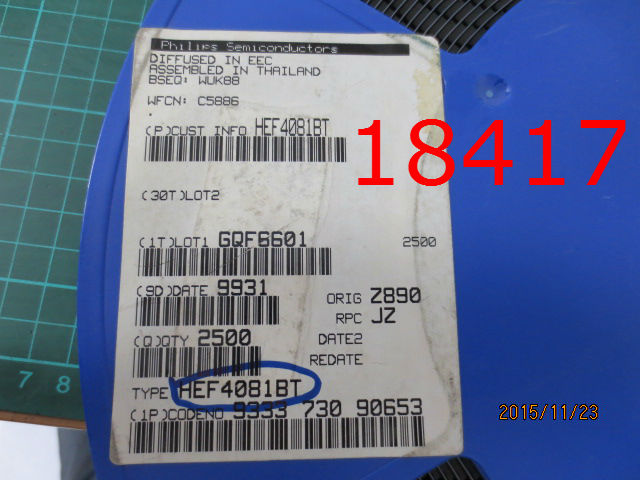 Philips Semiconductors
DIFFUSED IN EEC
ASSEMBLED IN THAILAND
BSEQ: WUK88
WFCN: C5886
.
(P)CUST INFO HEF4081BT
18417
(30T)LOT2
(1T)LOT1 GQF6601 2500
(9D)DATE 9931
ORIG Z890
RPC JZ
(Q)QTY 2500
DATE2
REDATE
TYPE HEF4081BT
(1P)CODENO 9333 730 90653
7 8
2015/11/23